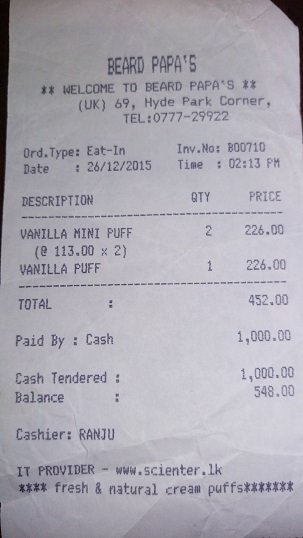 BEARD PAPA'S
** WELCOME TO BEARD PAPA'S **
(UK) 69, Hyde Park Corner,
TEL:0777-29922
Ord.Type: Eat-In Inv.No: B00710
Date : 26/12/2015 Time : 02:13 PM
DESCRIPTION QTY PRICE
VANILLA MINI PUFF 2 226.00
(@ 113.00 x 2)
VANILLA PUFF 1 226.00
TOTAL : 452.00
Paid By : Cash 1,000.00
Cash Tendered : 1,000.00
Balance : 548.00
Cashier: RANJU
IT PROVIDER - www.scienter.lk
**** fresh & natural cream puffs*******